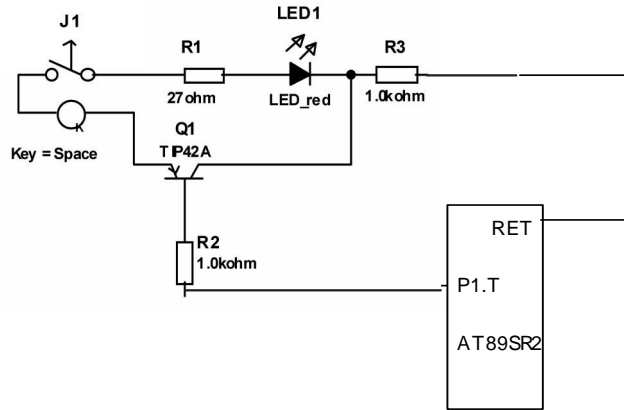 LED1
J1
R1
R3
27ohm
LED_red
1.0kohm
K
Q1
Key = Space
TIP42A
R2
1.0kohm
RET
P1.T
AT89SR2